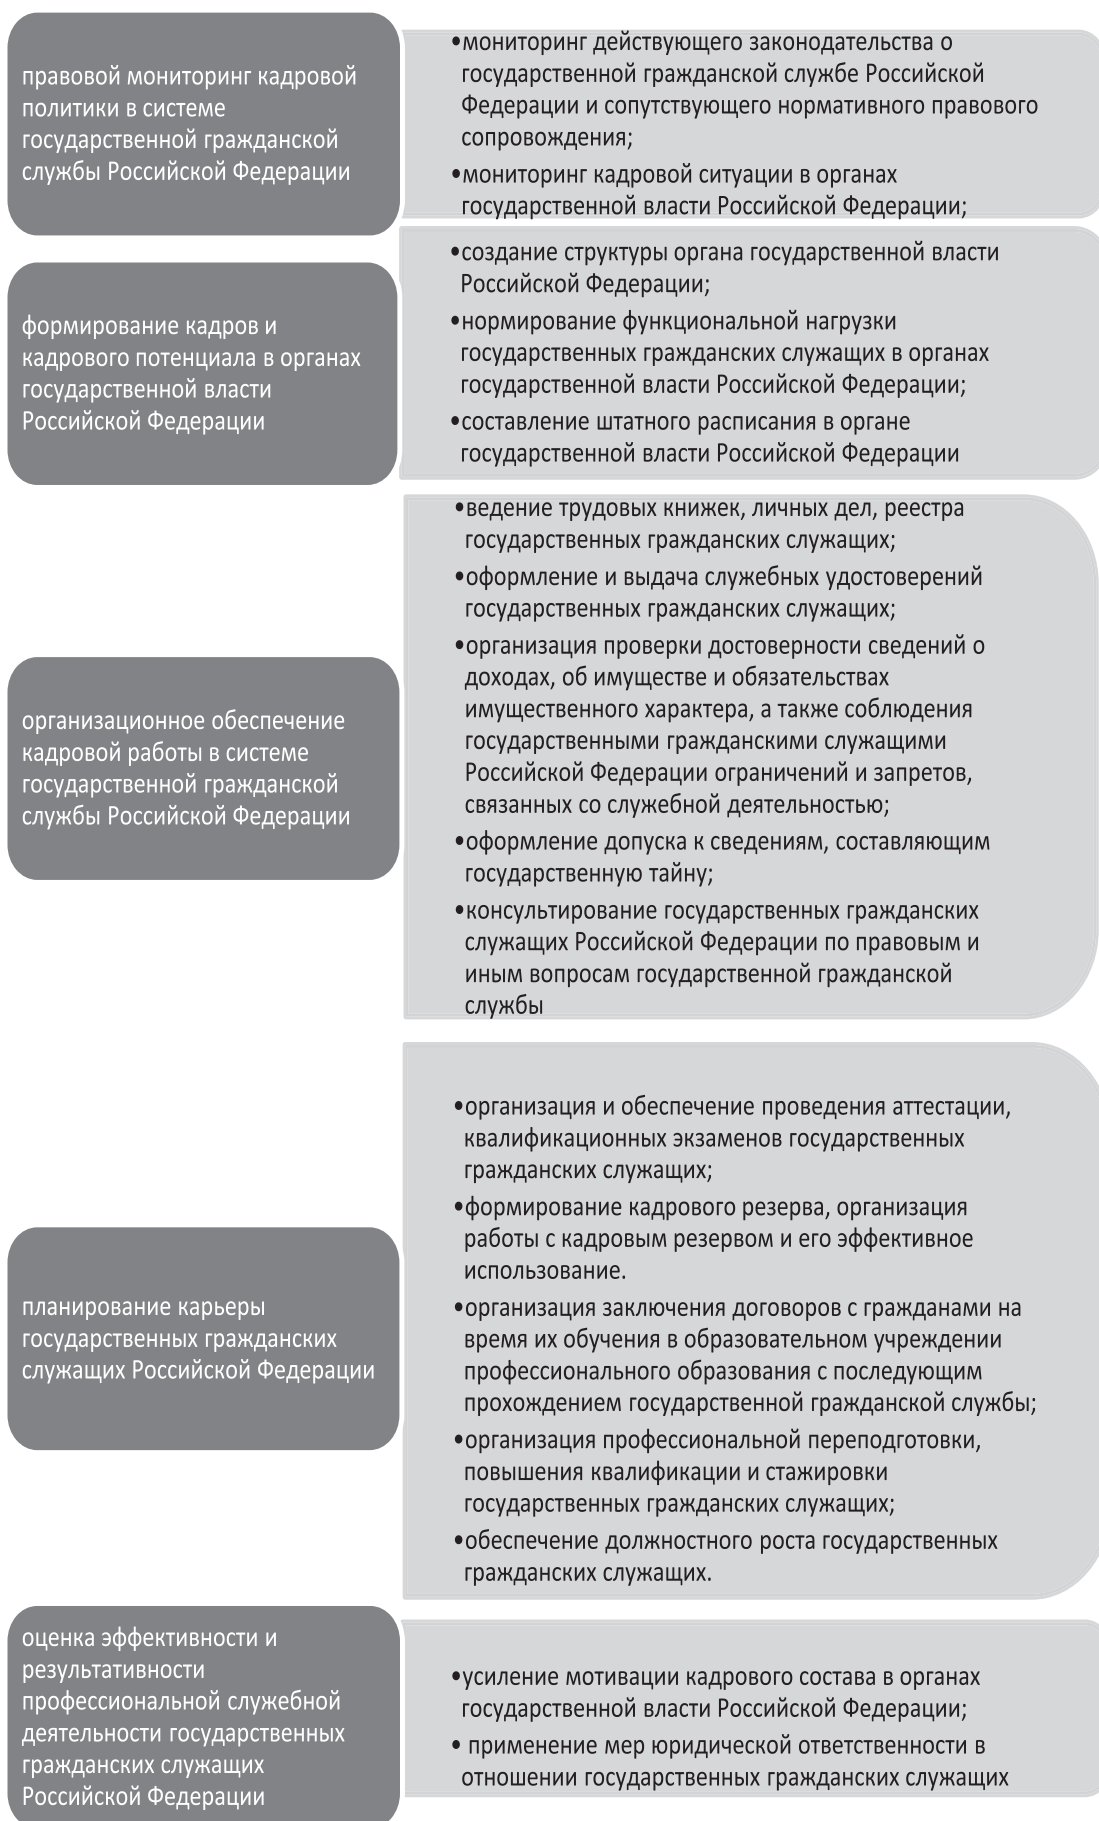 правовой мониторинг кадровой
политики в системе
государственной гражданской
службы Российской Федерации
•мониторинг действующего законодательства о
государственной гражданской службе Российской
Федерации и сопутствующего нормативного правового
сопровождения;
•мониторинг кадровой ситуации в органах
государственной власти Российской Федерации;
формирование кадров и
кадрового потенциала в органах
государственной власти
Российской Федерации
•создание структуры органа государственной власти
Российской Федерации;
•нормирование функциональной нагрузки
государственных гражданских служащих в органах
государственной власти Российской Федерации;
•составление штатного расписания в органе
государственной власти Российской Федерации
организационное обеспечение
кадровой работы в системе
государственной гражданской
службы Российской Федерации
•ведение трудовых книжек, личных дел, реестра
государственных гражданских служащих;
•оформление и выдача служебных удостоверений
государственных гражданских служащих;
•организация проверки достоверности сведений о
доходах, об имуществе и обязательствах
имущественного характера, а также соблюдения
государственными гражданскими служащими
Российской Федерации ограничений и запретов,
связанных со служебной деятельностью;
•оформление допуска к сведениям, составляющим
государственную тайну;
•консультирование государственных гражданских
служащих Российской Федерации по правовым и
иным вопросам государственной гражданской
службы
планирование карьеры
государственных гражданских
служащих Российской Федерации
•организация и обеспечение проведения аттестации,
квалификационных экзаменов государственных
гражданских служащих;
•формирование кадрового резерва, организация
работы с кадровым резервом и его эффективное
использование.
•организация заключения договоров с гражданами на
время их обучения в образовательном учреждении
профессионального образования с последующим
прохождением государственной гражданской службы;
•организация профессиональной переподготовки,
повышения квалификации и стажировки
государственных гражданских служащих;
•обеспечение должностного роста государственных
гражданских служащих.
оценка эффективности и
результативности
профессиональной служебной
деятельности государственных
гражданских служащих
Российской Федерации
•усиление мотивации кадрового состава в органах
государственной власти Российской Федерации;
• применение мер юридической ответственности в
отношении государственных гражданских служащих